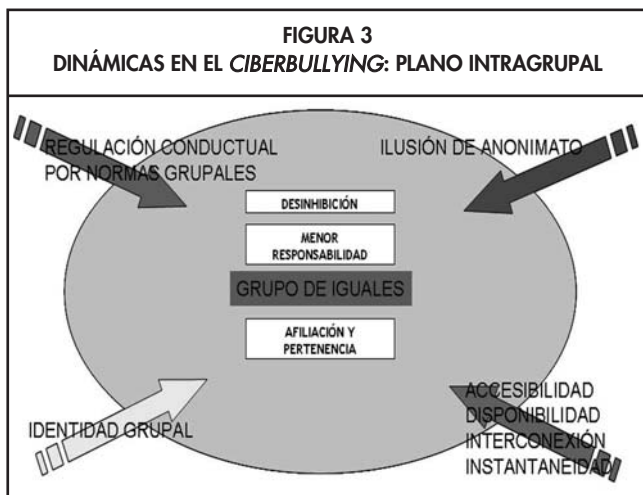 FIGURA 3
DINÁMICAS EN EL CIBERBULLYING: PLANO INTRAGRUPAL
REGULACIÓN CONDUCTUAL
POR NORMAS GRUPALES
ILUSIÓN DE ANONIMATO
DESINHIBICIÓN
MENOR
RESPONSABILIDAD
GRUPO DE IGUALES
AFILIACIÓN Y
PERTENENCIA
IDENTIDAD GRUPAL
ACCESIBILIDAD
DISPONIBILIDAD
INTERCONEXIÓN
INSTANTANEIDAD